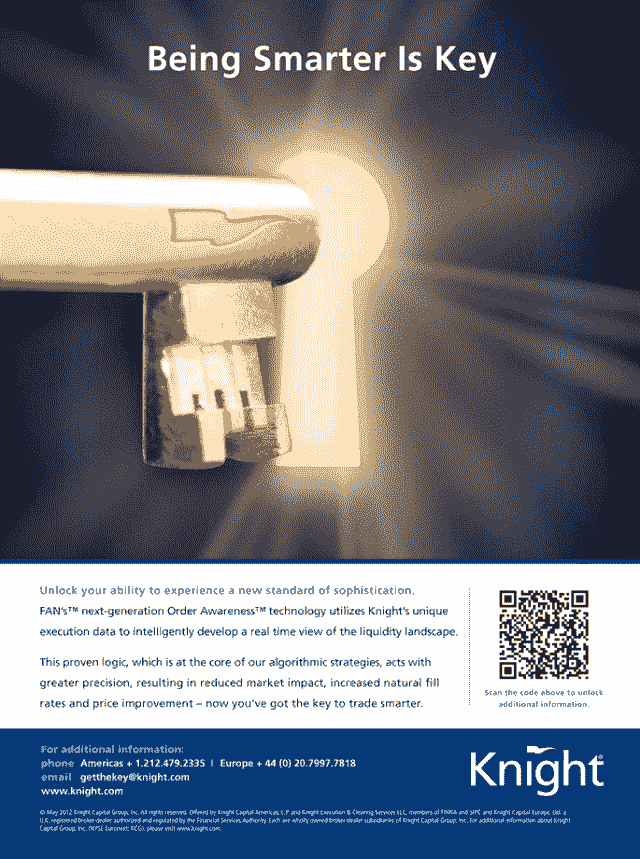 Being Smarter Is Key
Unlock your ability to experience a new standard of sophistication.
FAN's™ next-generation Order Awareness™ technology utilizes Knight's unique
execution data to intelligently develop a real time view of the liquidity landscape.
This proven logic, which is at the core of our algorithmic strategies, acts with
greater precision, resulting in reduced market impact, increased natural fill
rates and price improvement – now you've got the key to trade smarter.
Scan the code above to unlock
additional information.
For additional information:
phone Americas + 1.212.479.2335 | Europe + 44 (0) 20.7997.7818
email getthekey@knight.com
www.knight.com
Knight®
© May 2012 Knight Capital Group, Inc. All rights reserved. Offered by Knight Capital Americas, L.P. and Knight Execution & Clearing Services LLC, members of FINRA and SIPC and Knight Capital Europe, Ltd. a
U.K. registered broker-dealer authorized and regulated by the Financial Services Authority. Each are wholly owned broker-dealer subsidiaries of Knight Capital Group, Inc. For additional information about Knight
Capital Group, Inc. (NYSE Euronext: KCG), please visit www.knight.com.